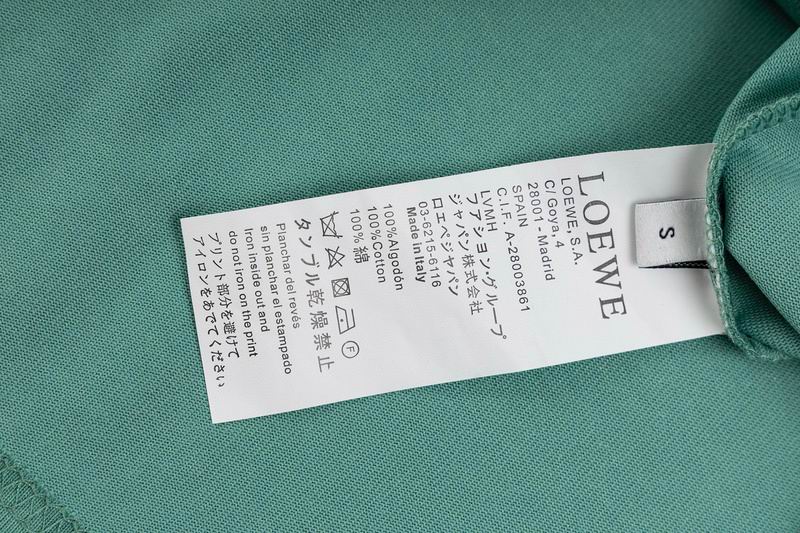 LOEWE
LOEWE, S.A.
C/ Goya, 4
28001 - Madrid
SPAIN
C.I.F. A-28003861
LVMH
ファション・グループ
ジャパン株式会社
ロエベジャパン
03-6215-6116
Made in Italy
100%Algodón
100%Cotton
100% 綿
F
タンブル乾燥禁止
Planchar del revés
sin planchar el estampado
Iron inside out and
do not iron on the print
プリント部分を避けて
アイロンをあててください
S